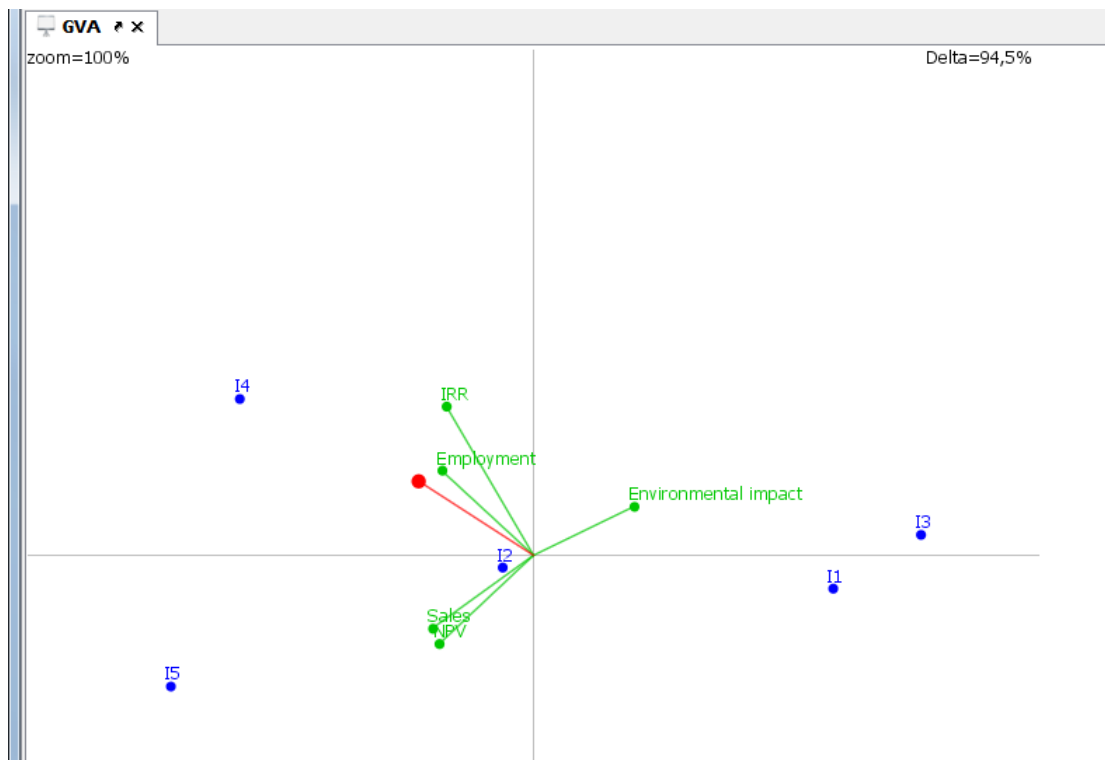 GVA
zoom=100%
Delta=94,5%
I4
IRR
Employment
Environmental impact
I3
I2
I1
Sales
NPV
I5